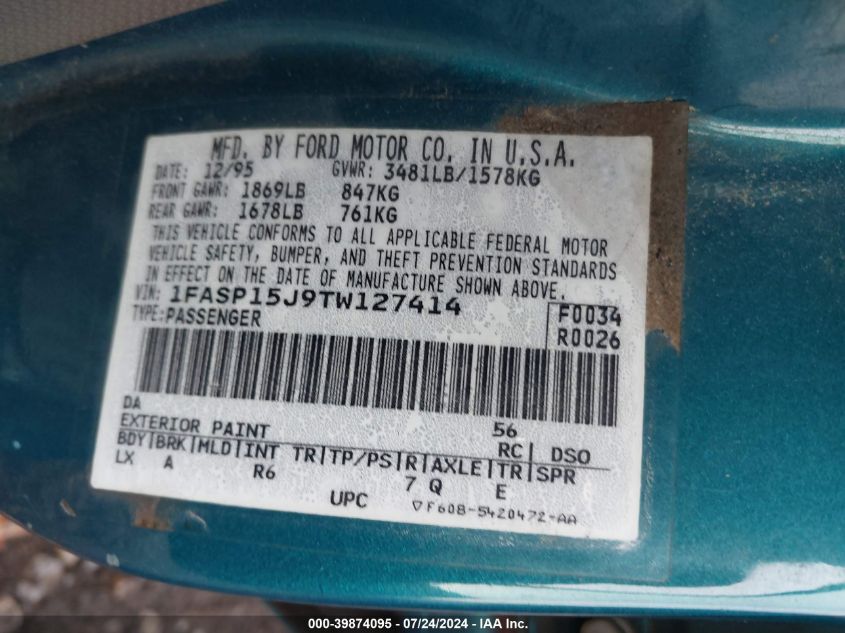 MFD. BY FORD MOTOR CO. IN U.S.A.
DATE: 12/95 GVWR: 3481LB/1578KG
FRONT GAWR: 1869LB 847KG
REAR GAWR: 1678LB 761KG
THIS VEHICLE CONFORMS TO ALL APPLICABLE FEDERAL MOTOR
VEHICLE SAFETY, BUMPER, AND THEFT PREVENTION STANDARDS
IN EFFECT ON THE DATE OF MANUFACTURE SHOWN ABOVE.
VIN: 1FASP15J9TW127414 F0034
TYPE:PASSENGER R0026
DA
EXTERIOR PAINT 56 RC| DSO
BDY|BRK|MLD|INT TR|TP/PS|R|AXLE|TR|SPR
LX A R6 7 Q E
UPC ▽F608-5420472-AA
000-39874095 - 07/24/2024 - IAA Inc.